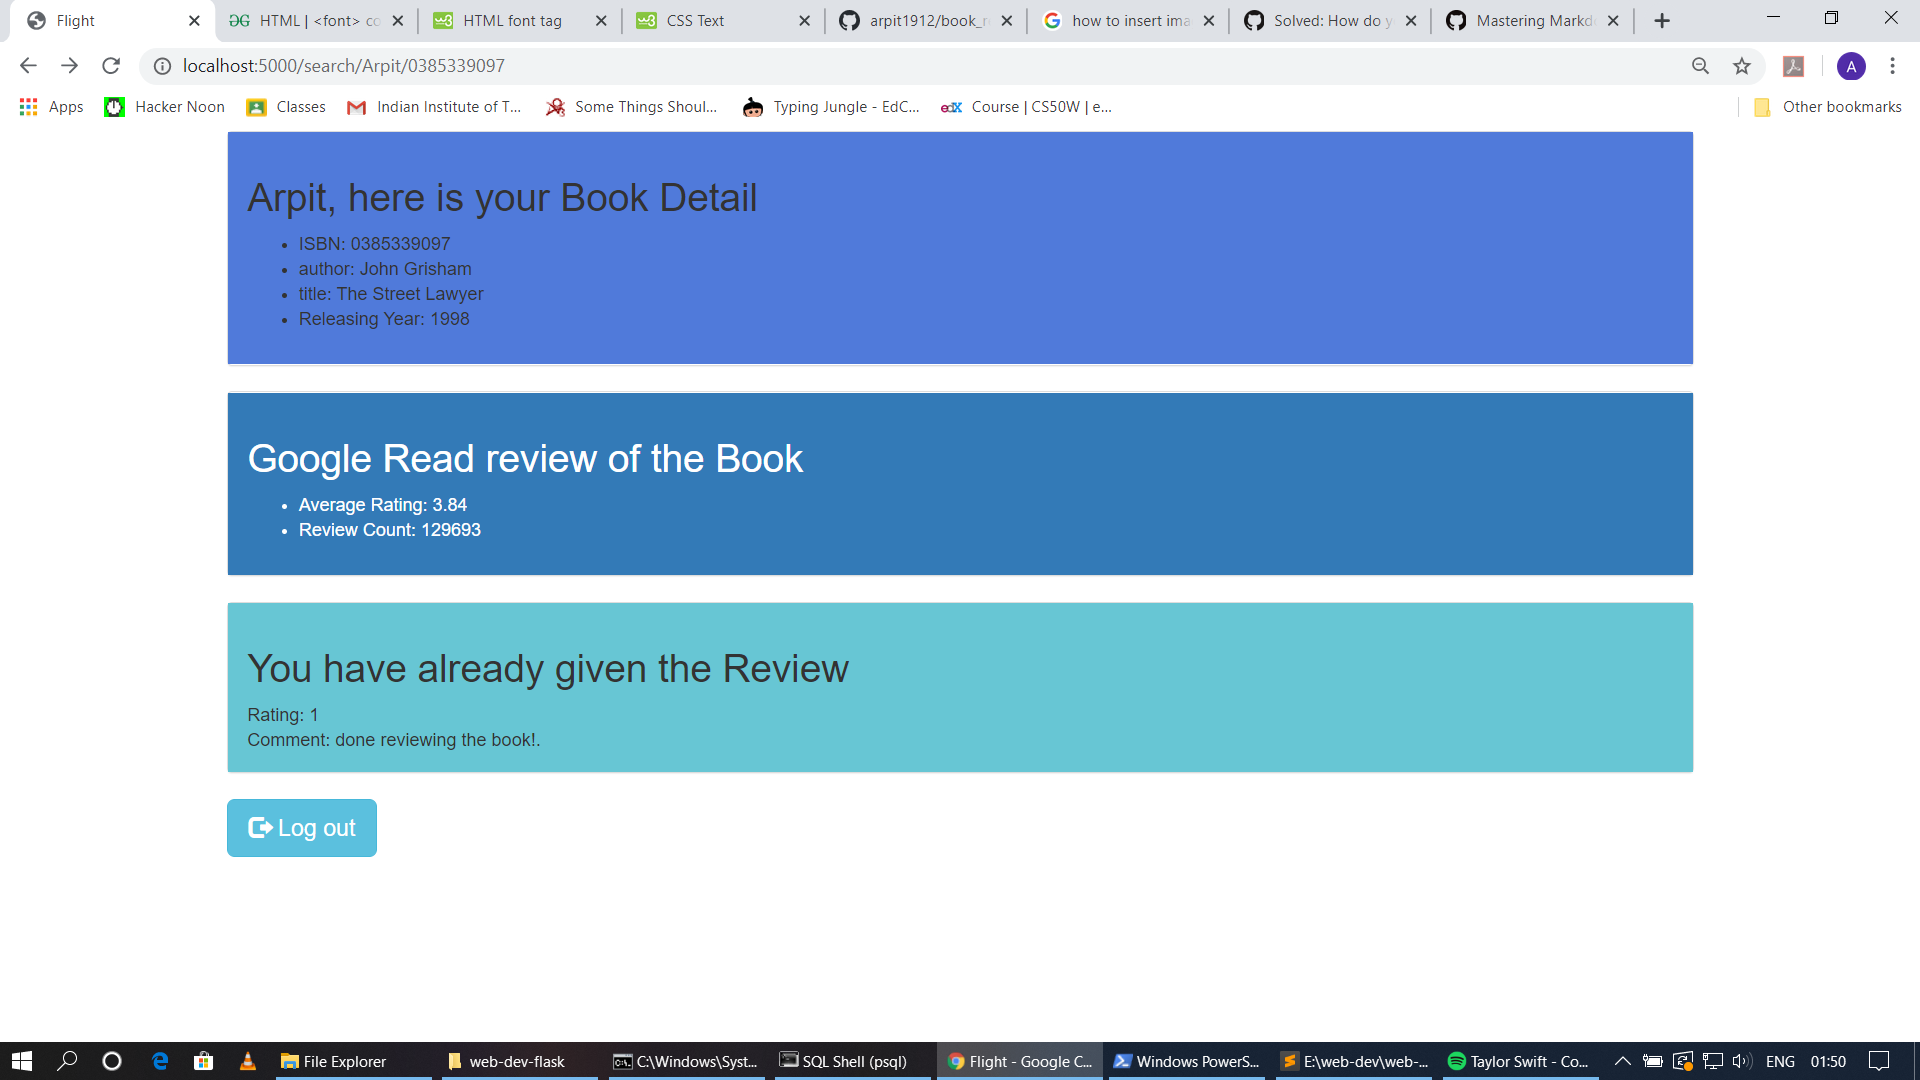 Flight
HTML | <font> co
HTML font tag
CSS Text
arpit1912/book_r
how to insert ima
Solved: How do y
Mastering Markd
localhost:5000/search/Arpit/0385339097
A
Apps
Hacker Noon
Classes
Indian Institute of T...
Some Things Shoul...
Typing Jungle - EdC...
edX
Course | CS50W | e...
Other bookmarks
Arpit, here is your Book Detail
• ISBN: 0385339097
• author: John Grisham
• title: The Street Lawyer
• Releasing Year: 1998
Google Read review of the Book
• Average Rating: 3.84
• Review Count: 129693
You have already given the Review
Rating: 1
Comment: done reviewing the book!.
Log out
File Explorer
web-dev-flask
C:\Windows\Syst...
SQL Shell (psql)
Flight - Google C...
Windows PowerS...
E:\web-dev\web-...
Taylor Swift - Co...
ENG
01:50